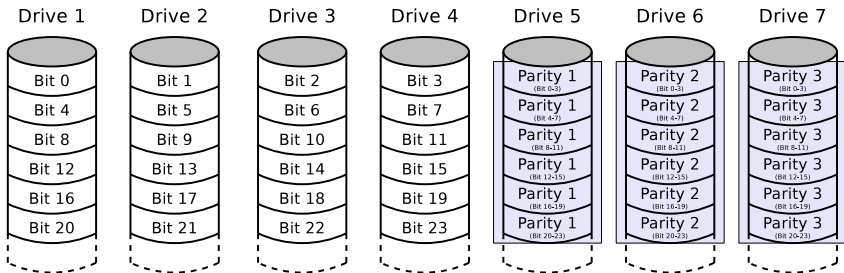 Drive 1 Drive 2 Drive 3 Drive 4 Drive 5 Drive 6 Drive 7
Bit 0 Bit 1 Bit 2 Bit 3 Parity 1 Parity 2 Parity 3
(Bit 0-3) (Bit 0-3) (Bit 0-3)
Bit 4 Bit 5 Bit 6 Bit 7 Parity 1 Parity 2 Parity 3
(Bit 4-7) (Bit 4-7) (Bit 4-7)
Bit 8 Bit 9 Bit 10 Bit 11 Parity 1 Parity 2 Parity 3
(Bit 8-11) (Bit 8-11) (Bit 8-11)
Bit 12 Bit 13 Bit 14 Bit 15 Parity 1 Parity 2 Parity 3
(Bit 12-15) (Bit 12-15) (Bit 12-15)
Bit 16 Bit 17 Bit 18 Bit 19 Parity 1 Parity 2 Parity 3
(Bit 16-19) (Bit 16-19) (Bit 16-19)
Bit 20 Bit 21 Bit 22 Bit 23 Parity 1 Parity 2 Parity 3
(Bit 20-23) (Bit 20-23) (Bit 20-23)